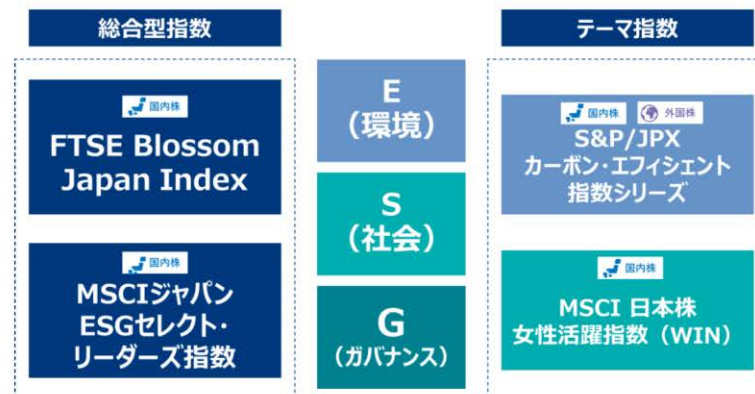 総合型指数
国内株
FTSE Blossom
Japan Index
国内株
MSCIジャパン
ESGセレクト・
リーダーズ指数
E
（環境）
S
（社会）
G
（ガバナンス）
テーマ指数
国内株 外国株
S&P/JPX
カーボン・エフィシェント
指数シリーズ
国内株
MSCI 日本株
女性活躍指数（WIN）